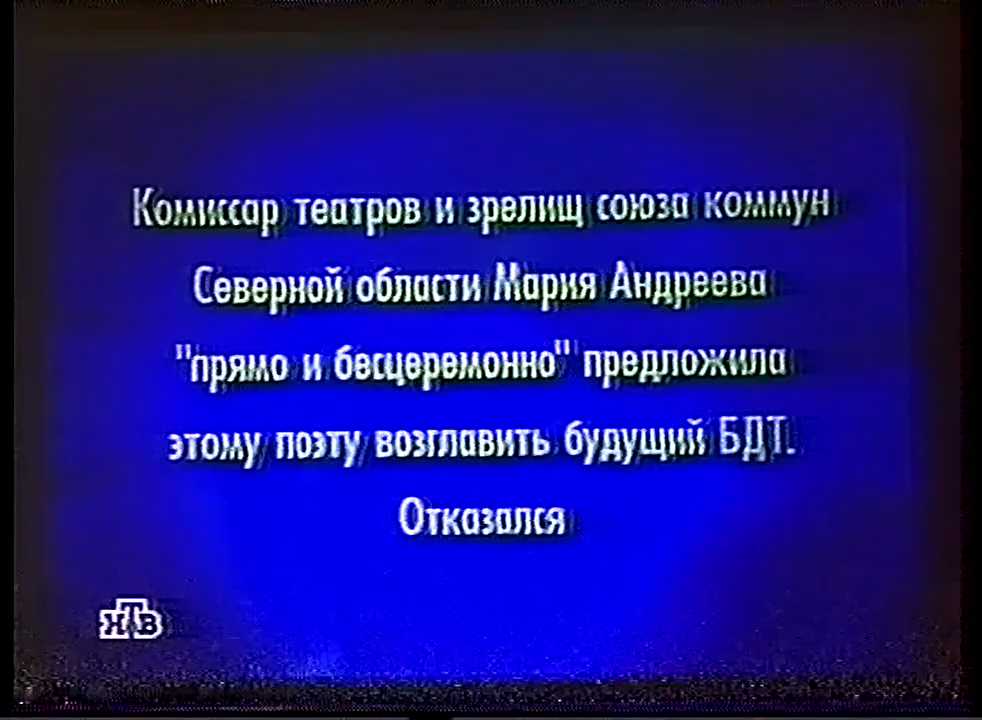 Комиссар театров и зрелищ союза коммун
Северной области Мария Андреева
"прямо и бесцеремонно" предложила
этому поэту возглавить будущий БДТ.
Отказался
НТВ